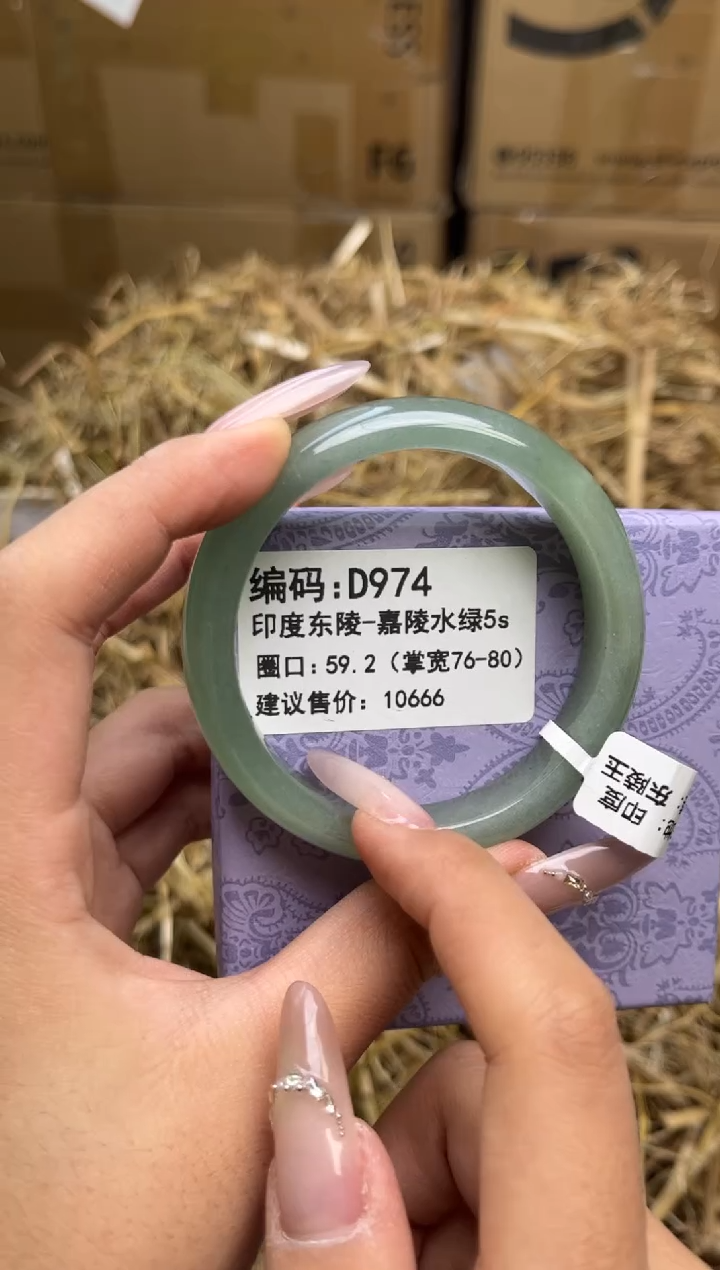 编码:D974
印度东陵-嘉陵水绿5s
圈口:59.2(掌宽76-80)
建议售价:10666
印度
东陵玉